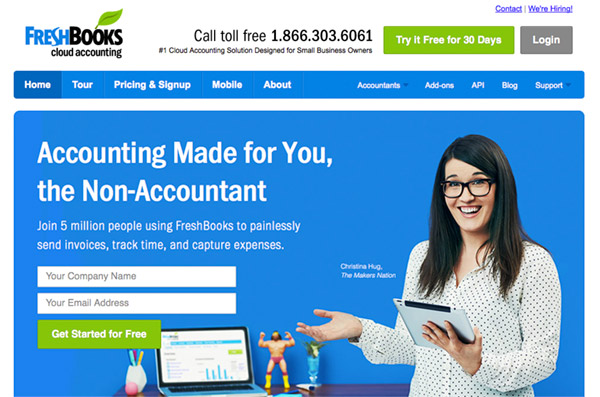 Contact | We're Hiring!
FRESHBOOKS
cloud accounting
Call toll free 1.866.303.6061
#1 Cloud Accounting Solution Designed for Small Business Owners
Try It Free for 30 Days
Login
Home Tour Pricing & Signup Mobile About Accountants Add-ons API Blog Support
Accounting Made for You,
the Non-Accountant
Join 5 million people using FreshBooks to painlessly
send invoices, track time, and capture expenses.
Your Company Name
Your Email Address
Get Started for Free
Christina Hug,
The Makers Nation